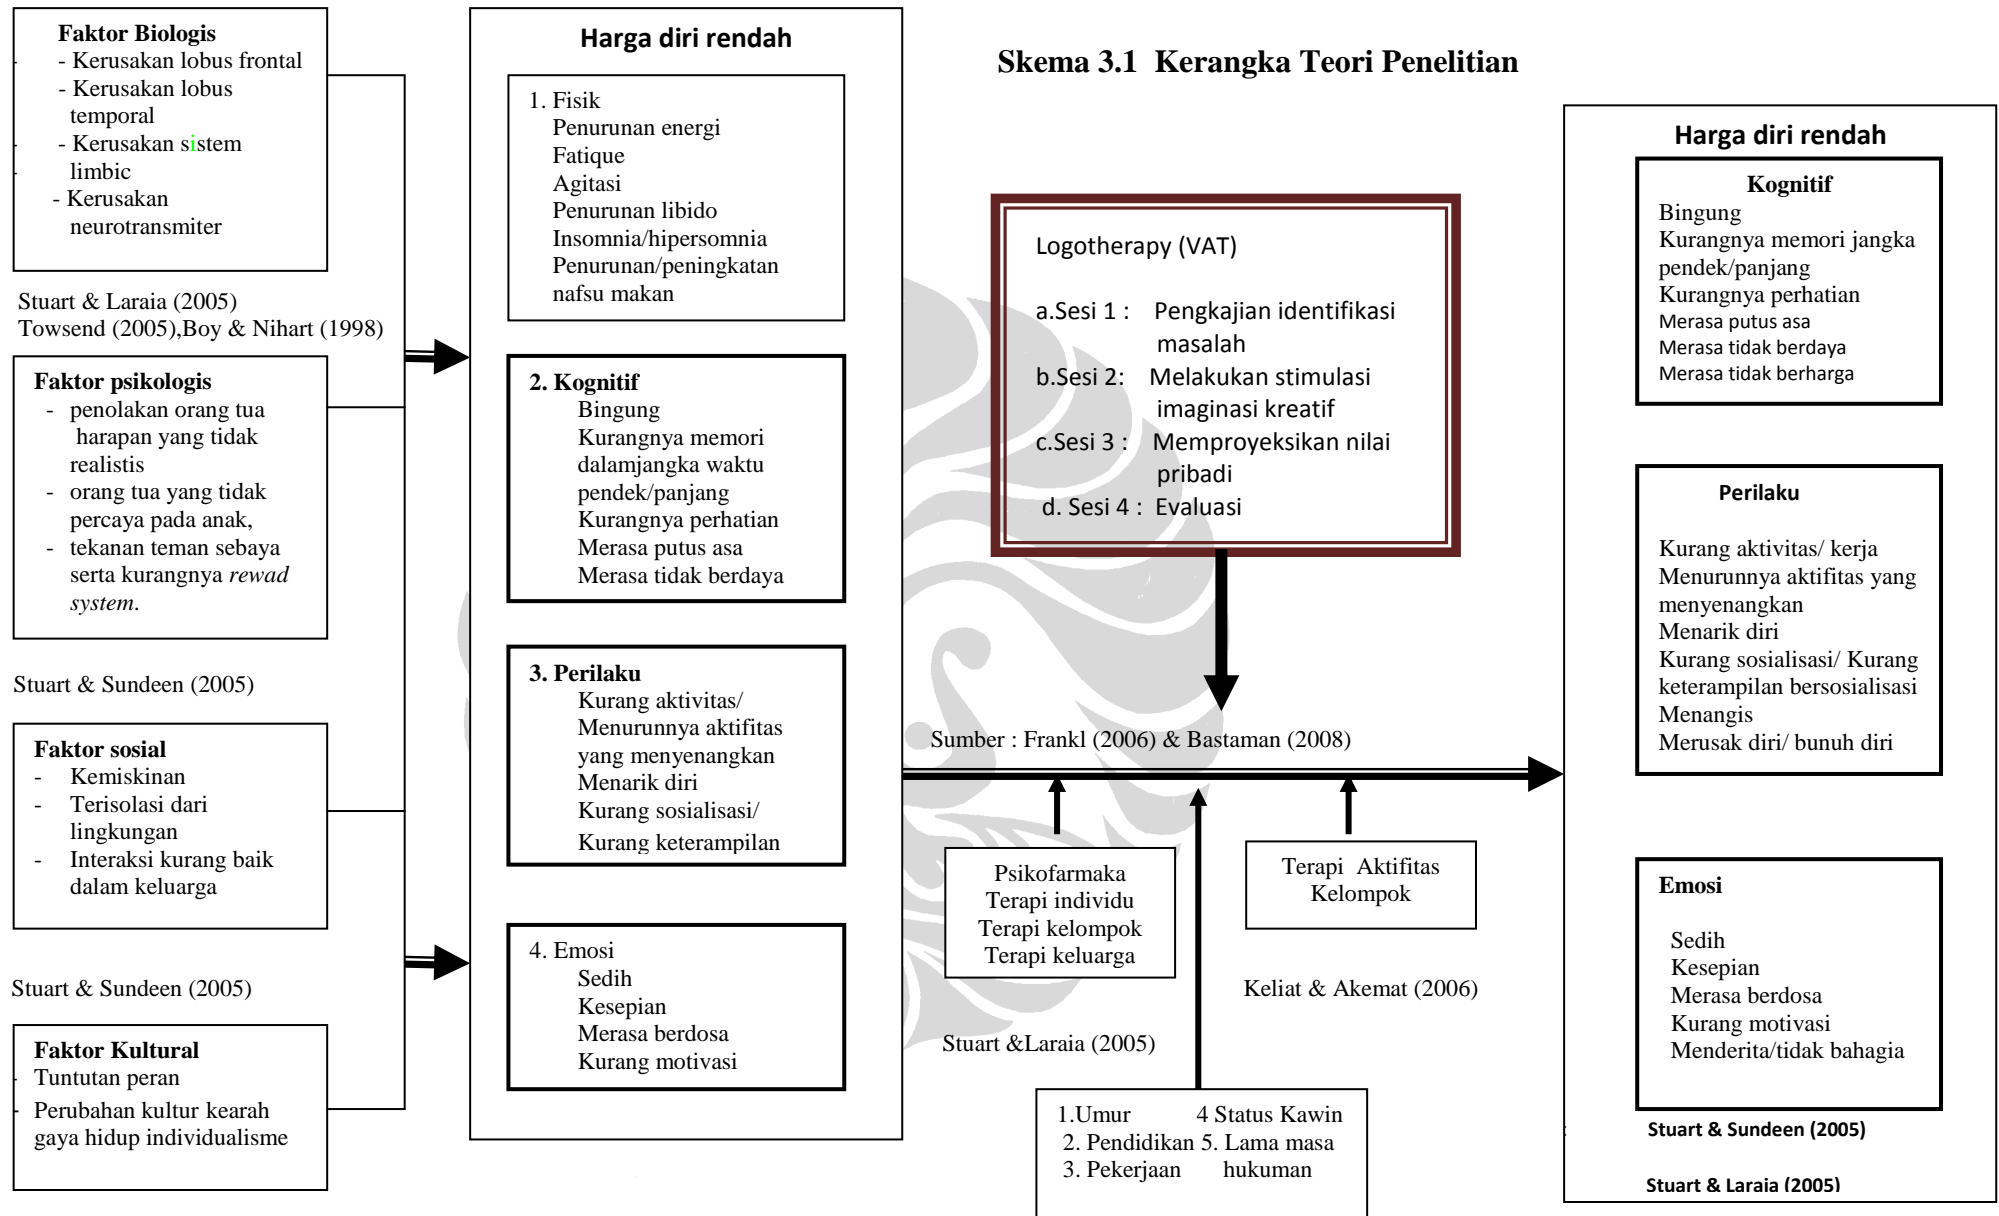 Skema 3.1 Kerangka Teori Penelitian
Faktor Biologis
- Kerusakan lobus frontal
- Kerusakan lobus
temporal
- Kerusakan sistem
limbic
- Kerusakan
neurotransmiter
Stuart & Laraia (2005)
Towsend (2005),Boy & Nihart (1998)
Faktor psikologis
- penolakan orang tua
harapan yang tidak
realistis
- orang tua yang tidak
percaya pada anak,
- tekanan teman sebaya
serta kurangnya rewad
system.
Stuart & Sundeen (2005)
Faktor sosial
- Kemiskinan
- Terisolasi dari
lingkungan
- Interaksi kurang baik
dalam keluarga
Stuart & Sundeen (2005)
Faktor Kultural
- Tuntutan peran
- Perubahan kultur kearah
gaya hidup individualisme
Harga diri rendah
1. Fisik
Penurunan energi
Fatique
Agitasi
Penurunan libido
Insomnia/hipersomnia
Penurunan/peningkatan
nafsu makan
2. Kognitif
Bingung
Kurangnya memori
dalamjangka waktu
pendek/panjang
Kurangnya perhatian
Merasa putus asa
Merasa tidak berdaya
3. Perilaku
Kurang aktivitas/
Menurunnya aktifitas
yang menyenangkan
Menarik diri
Kurang sosialisasi/
Kurang keterampilan
4. Emosi
Sedih
Kesepian
Merasa berdosa
Kurang motivasi
Logotherapy (VAT)
a.Sesi 1 : Pengkajian identifikasi
masalah
b.Sesi 2: Melakukan stimulasi
imaginasi kreatif
c.Sesi 3 : Memproyeksikan nilai
pribadi
d. Sesi 4 : Evaluasi
Sumber : Frankl (2006) & Bastaman (2008)
Psikofarmaka
Terapi individu
Terapi kelompok
Terapi keluarga
Stuart &Laraia (2005)
Terapi Aktifitas
Kelompok
Keliat & Akemat (2006)
1.Umur 4 Status Kawin
2. Pendidikan 5. Lama masa
3. Pekerjaan hukuman
Harga diri rendah
Kognitif
Bingung
Kurangnya memori jangka
pendek/panjang
Kurangnya perhatian
Merasa putus asa
Merasa tidak berdaya
Merasa tidak berharga
Perilaku
Kurang aktivitas/ kerja
Menurunnya aktifitas yang
menyenangkan
Menarik diri
Kurang sosialisasi/ Kurang
keterampilan bersosialisasi
Menangis
Merusak diri/ bunuh diri
Emosi
Sedih
Kesepian
Merasa berdosa
Kurang motivasi
Menderita/tidak bahagia
Stuart & Sundeen (2005)
Stuart & Laraia (2005)